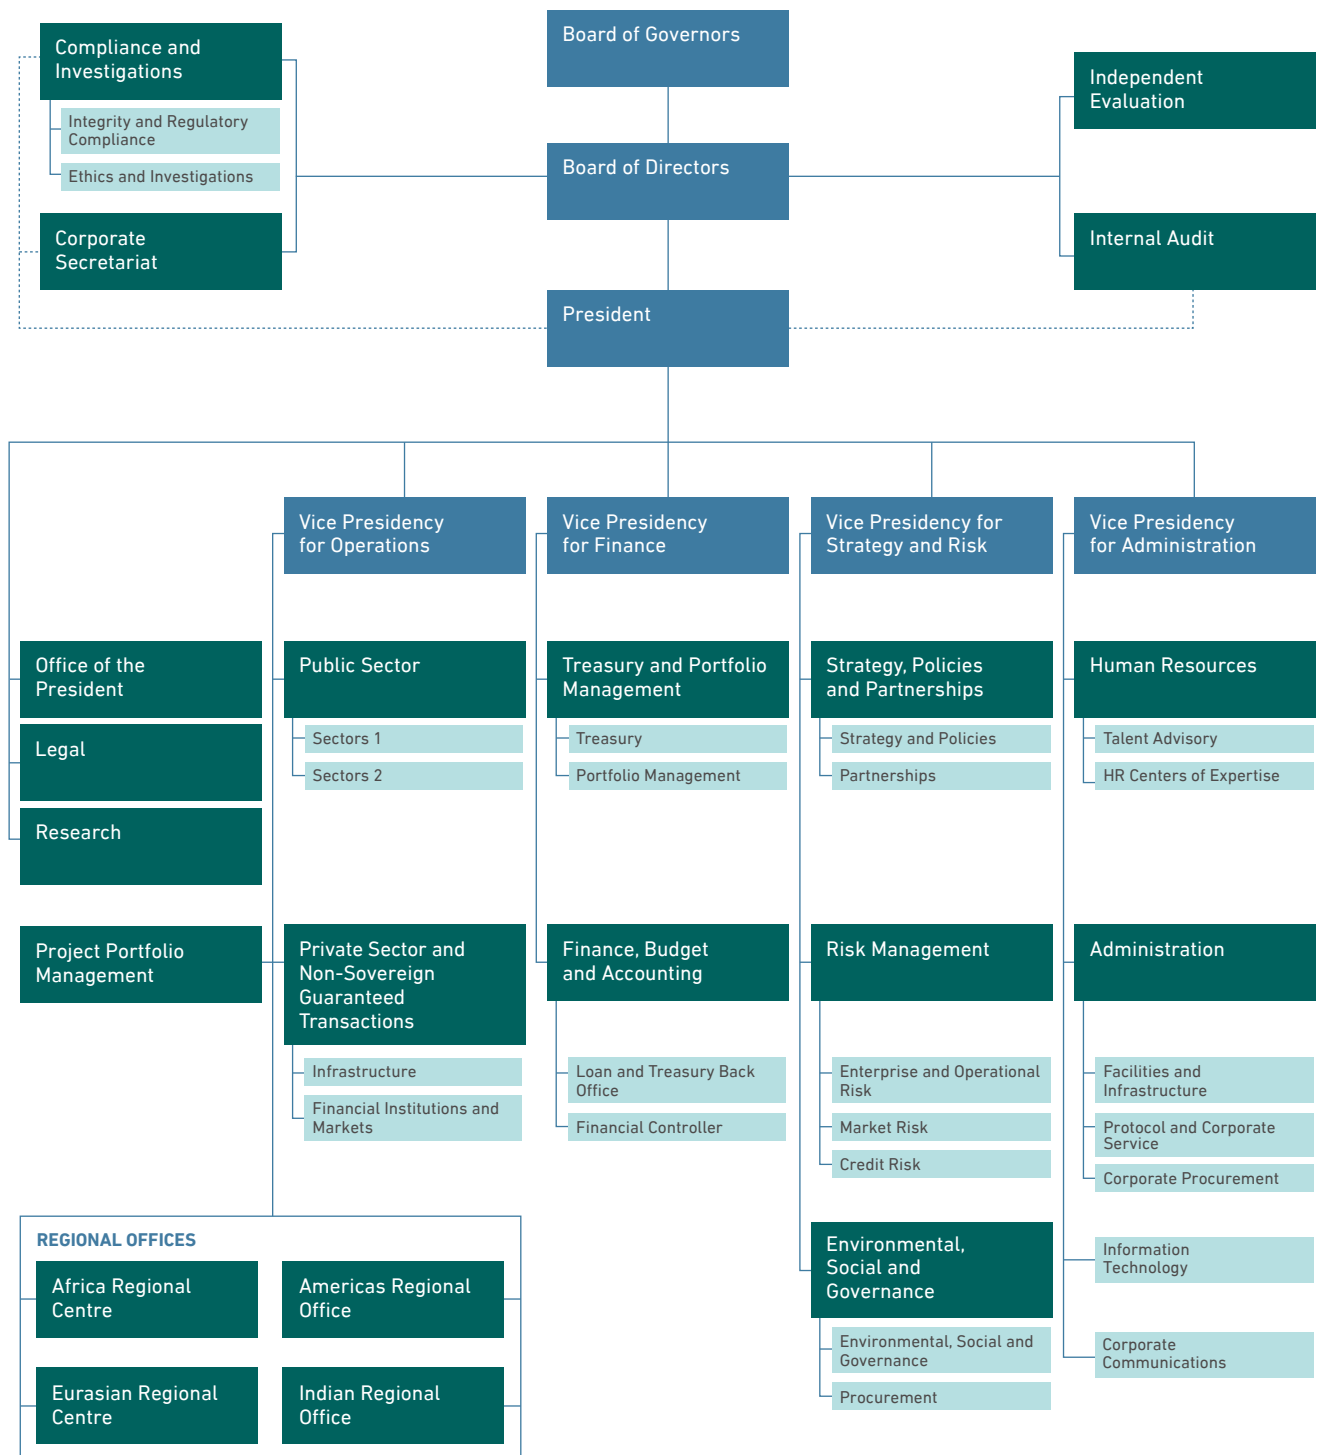 Board of Governors
Compliance and
Investigations
Integrity and Regulatory
Compliance
Ethics and Investigations
Corporate
Secretariat
Board of Directors
Independent
Evaluation
Internal Audit
President
Vice Presidency
for Operations
Vice Presidency
for Finance
Vice Presidency for
Strategy and Risk
Vice Presidency
for Administration
Office of the
President
Legal
Research
Project Portfolio
Management
Public Sector
Sectors 1
Sectors 2
Private Sector and
Non-Sovereign
Guaranteed
Transactions
Infrastructure
Financial Institutions and
Markets
Treasury and Portfolio
Management
Treasury
Portfolio Management
Finance, Budget
and Accounting
Loan and Treasury Back
Office
Financial Controller
Strategy, Policies
and Partnerships
Strategy and Policies
Partnerships
Risk Management
Enterprise and Operational
Risk
Market Risk
Credit Risk
Environmental,
Social and
Governance
Environmental, Social and
Governance
Procurement
Human Resources
Talent Advisory
HR Centers of Expertise
Administration
Facilities and
Infrastructure
Protocol and Corporate
Service
Corporate Procurement
Information
Technology
Corporate
Communications
REGIONAL OFFICES
Africa Regional
Centre
Americas Regional
Office
Eurasian Regional
Centre
Indian Regional
Office